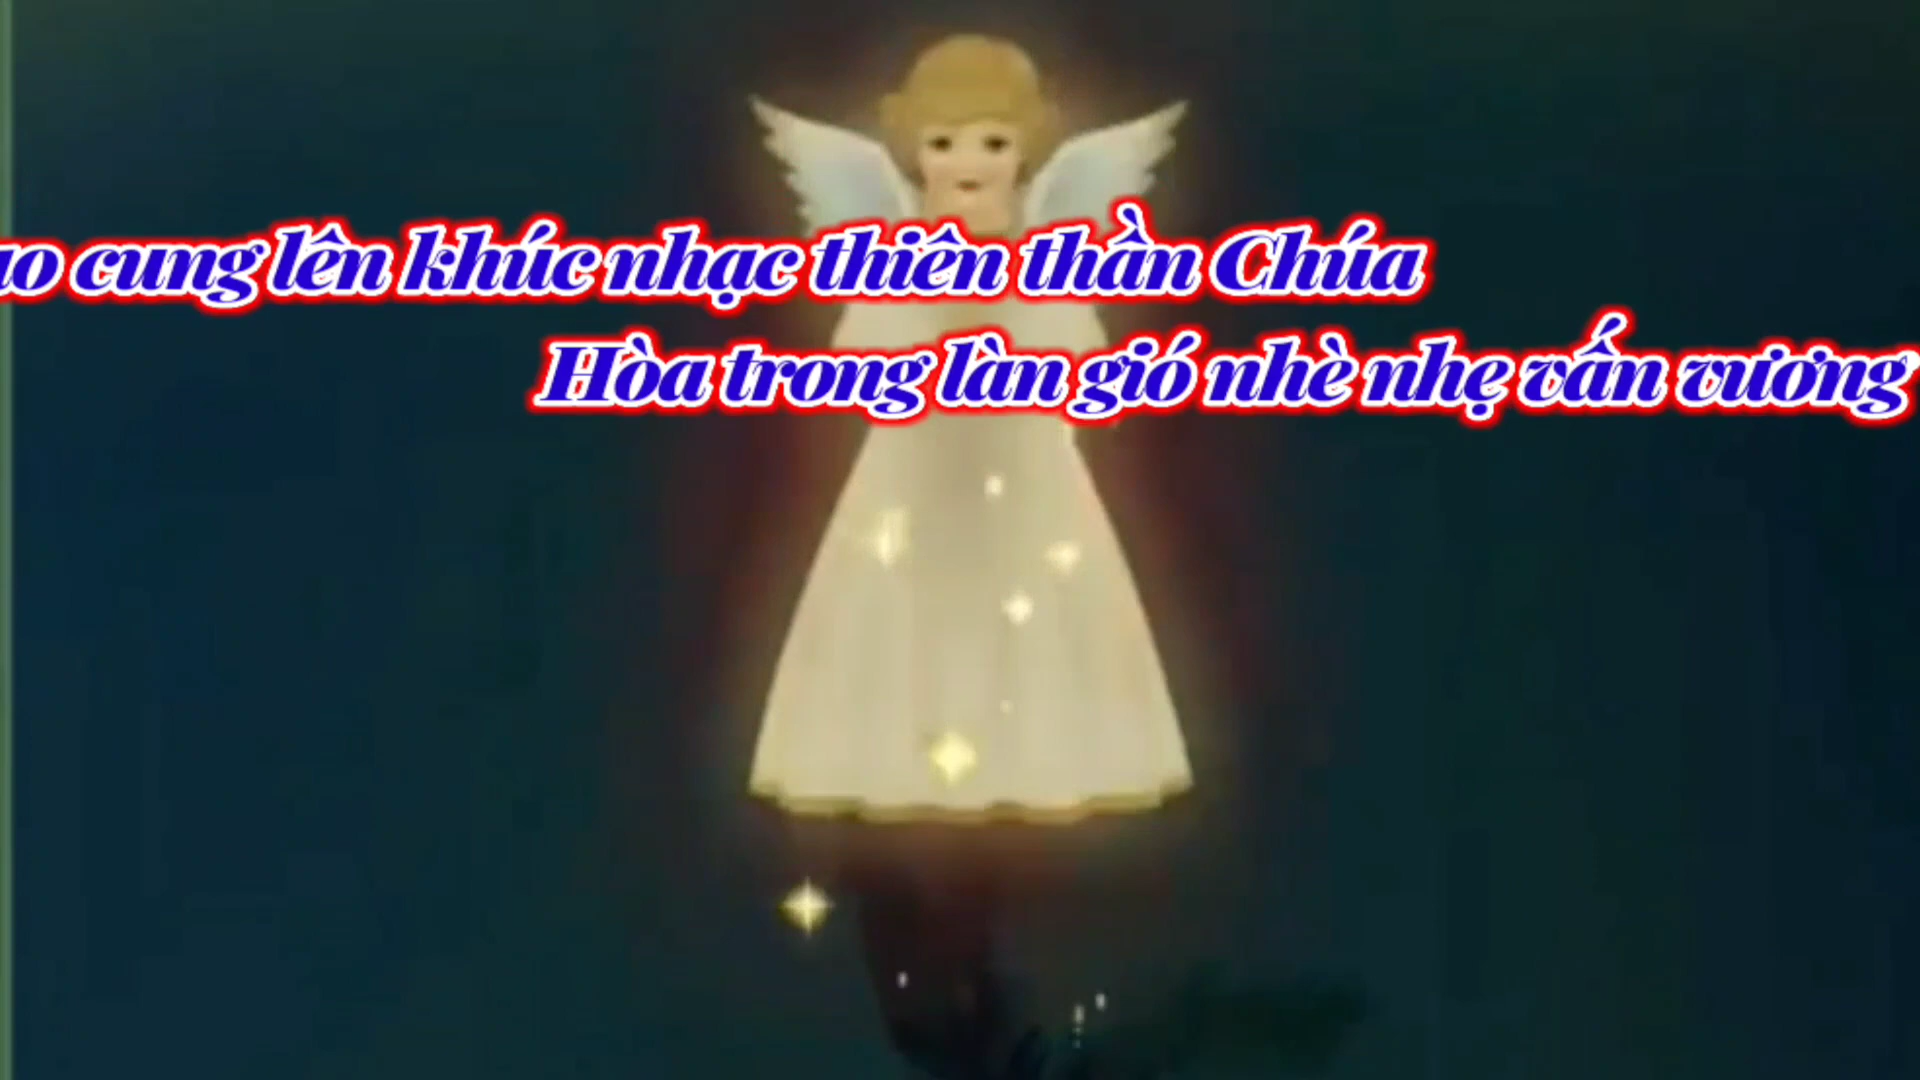 cung lên khúc nhạc thiên thần Chúa
Hòa trong làn gió nhè nhẹ vấn vương